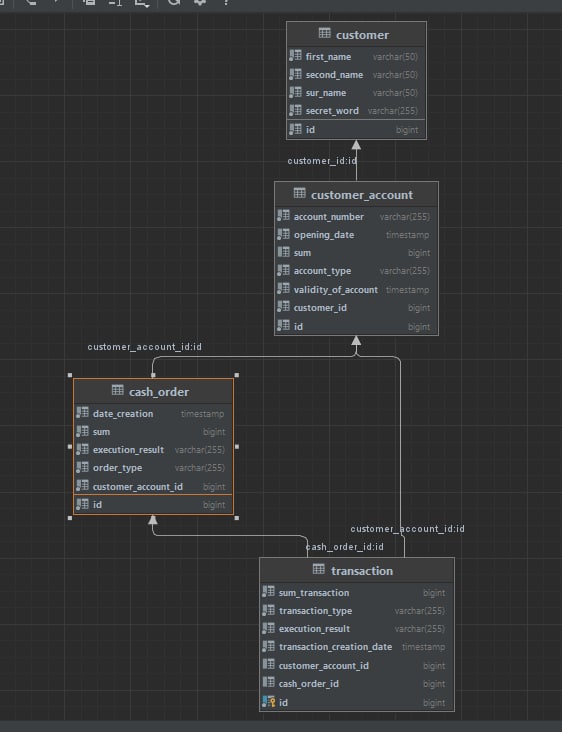 customer
first_name varchar(50)
second_name varchar(50)
sur_name varchar(50)
secret_word varchar(255)
id bigint
customer_id:id
customer_account
account_number varchar(255)
opening_date timestamp
sum bigint
account_type varchar(255)
validity_of_account timestamp
customer_id bigint
id bigint
customer_account_id:id
cash_order
date_creation timestamp
sum bigint
execution_result varchar(255)
order_type varchar(255)
customer_account_id bigint
id bigint
customer_account_id:id
cash_order_id:id
transaction
sum_transaction bigint
transaction_type varchar(255)
execution_result varchar(255)
transaction_creation_date timestamp
customer_account_id bigint
cash_order_id bigint
id bigint